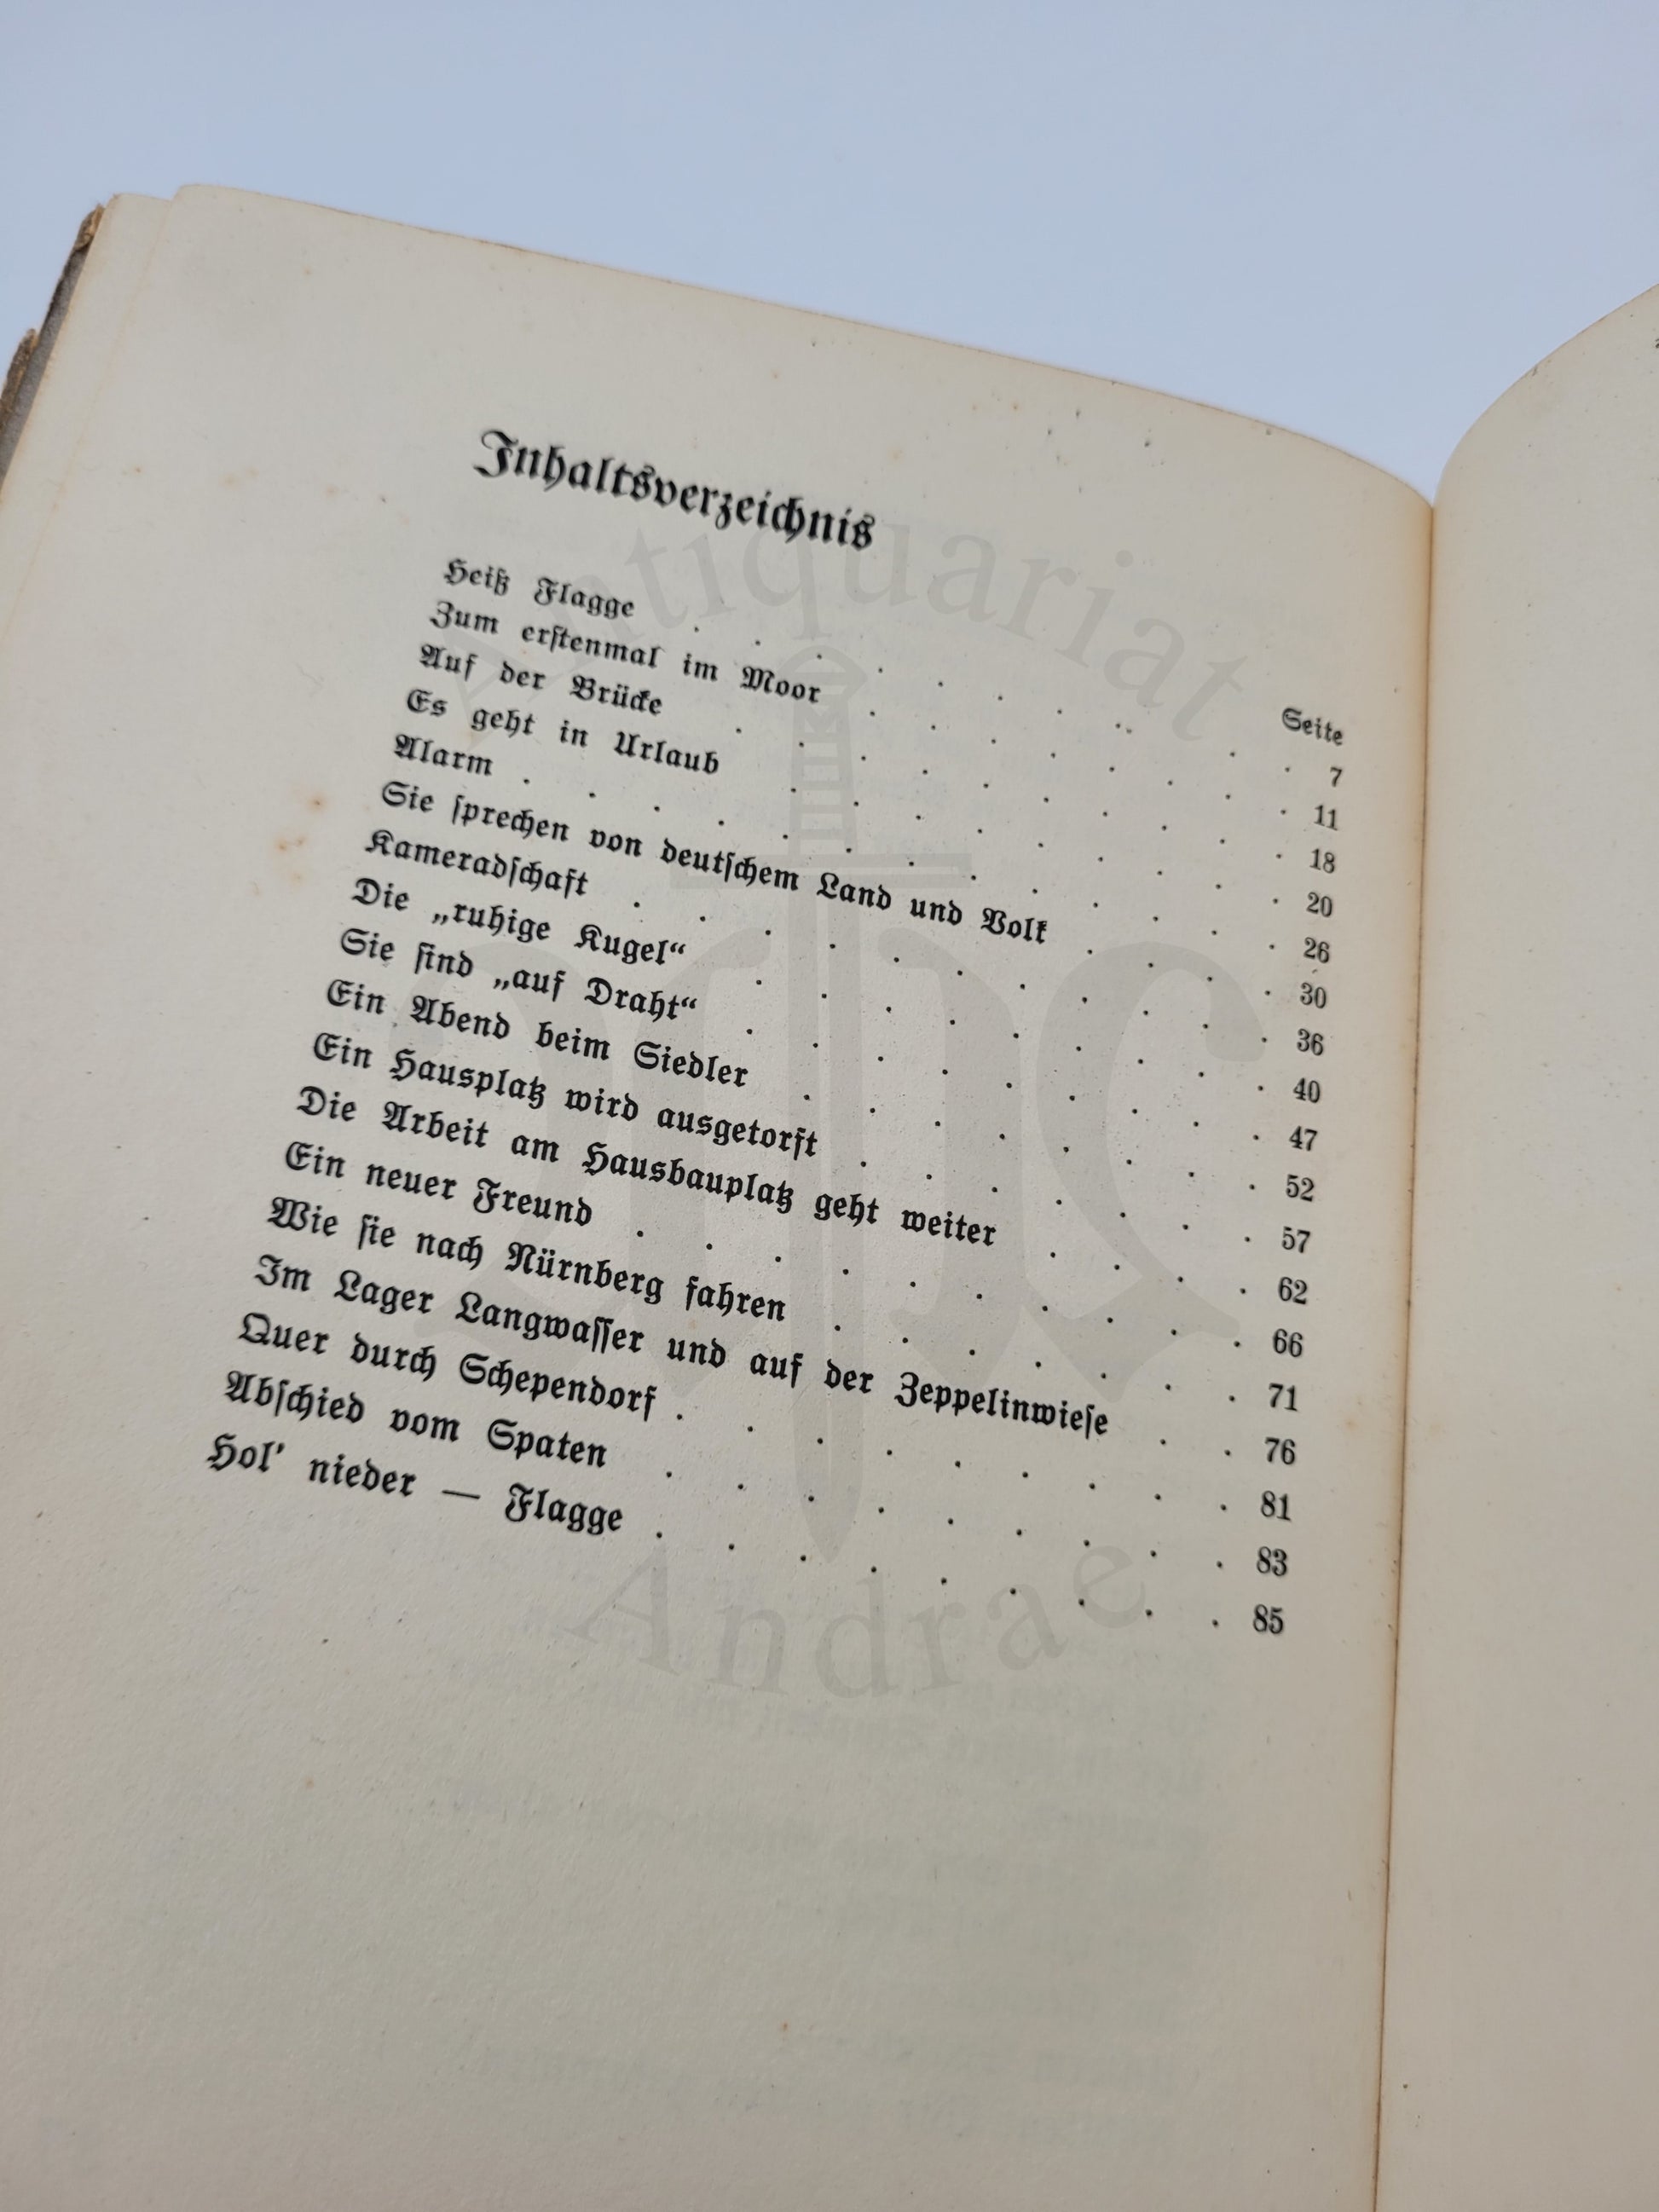 Inhaltsverzeichnis
Seite
Heiß Flagge . . . . . . . . . . 7
Zum erſtenmal im Moor . . . . . . . . 11
Auf der Brücke . . . . . . . . . . 18
Es geht in Urlaub . . . . . . . . . 20
Alarm . . . . . . . . . . . . 26
Sie ſprechen von deutſchem Land und Volk . . . . 30
Kameradſchaft . . . . . . . . . . . 36
Die „ruhige Kugel“ . . . . . . . . . 40
Sie ſind „auf Draht“ . . . . . . . . . 47
Ein Abend beim Siedler . . . . . . . . 52
Ein Hausplatz wird ausgetorft . . . . . . . 57
Die Arbeit am Hausbauplatz geht weiter . . . . 62
Ein neuer Freund . . . . . . . . . . 66
Wie ſie nach Nürnberg fahren . . . . . . . 71
Im Lager Langwaſſer und auf der Zeppelinwieſe . . 76
Quer durch Schependorf . . . . . . . . . 81
Abſchied vom Spaten . . . . . . . . . 83
Hol’ nieder — Flagge . . . . . . . . . 85
Antiquariat
Andrae